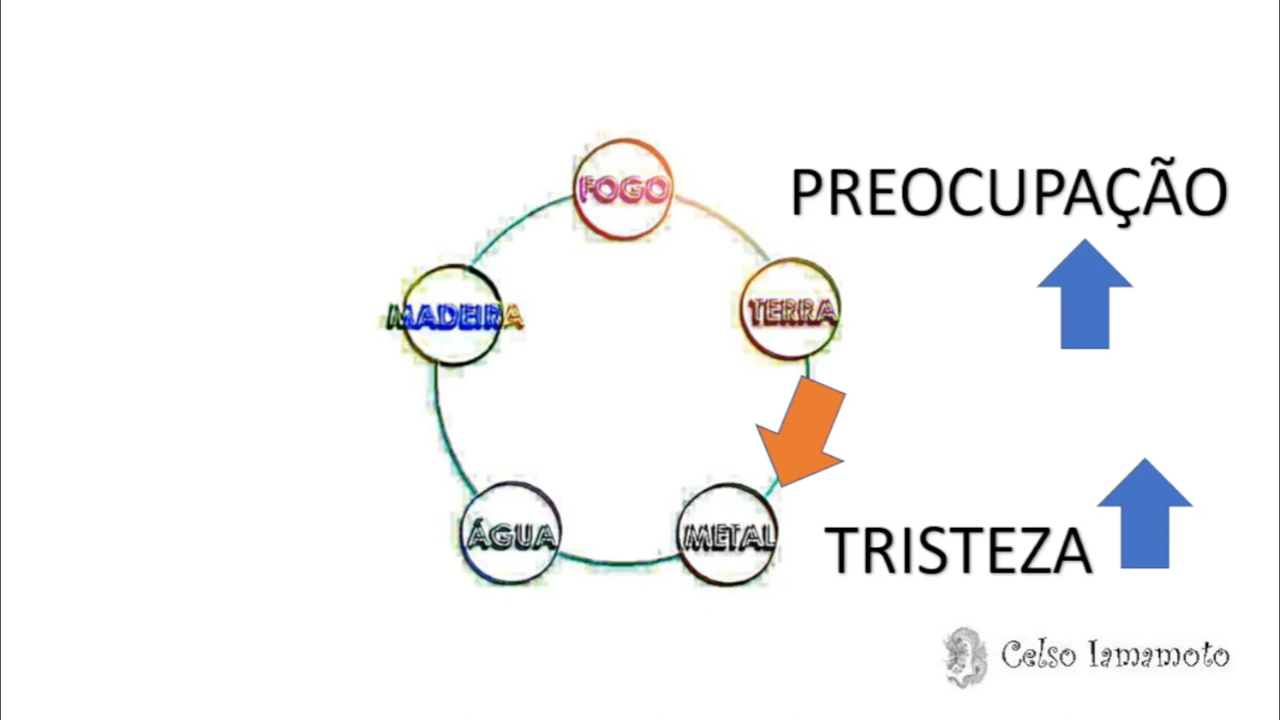 FOGO
PREOCUPAÇÃO
MADEIRA
TERRA
ÁGUA
METAL
TRISTEZA
Celso Iamamoto